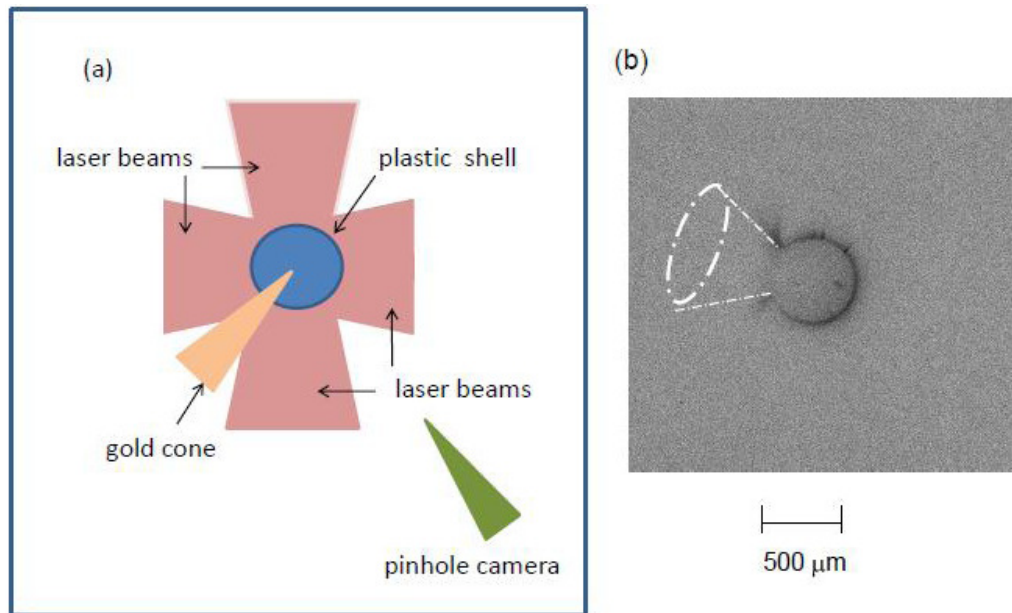 (a)
laser beams
plastic shell
laser beams
gold cone
pinhole camera
(b)
500 μm